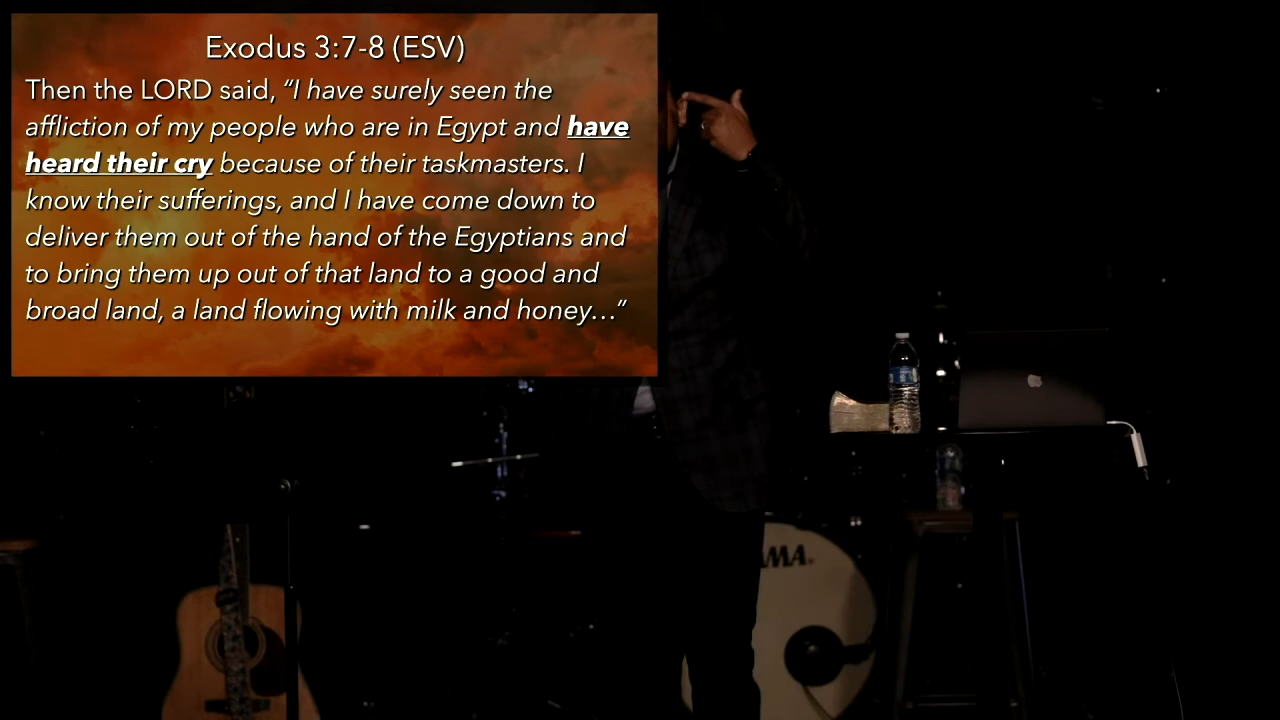 Exodus 3:7-8 (ESV)
Then the LORD said, “I have surely seen the
affliction of my people who are in Egypt and have
heard their cry because of their taskmasters. I
know their sufferings, and I have come down to
deliver them out of the hand of the Egyptians and
to bring them up out of that land to a good and
broad land, a land flowing with milk and honey…”